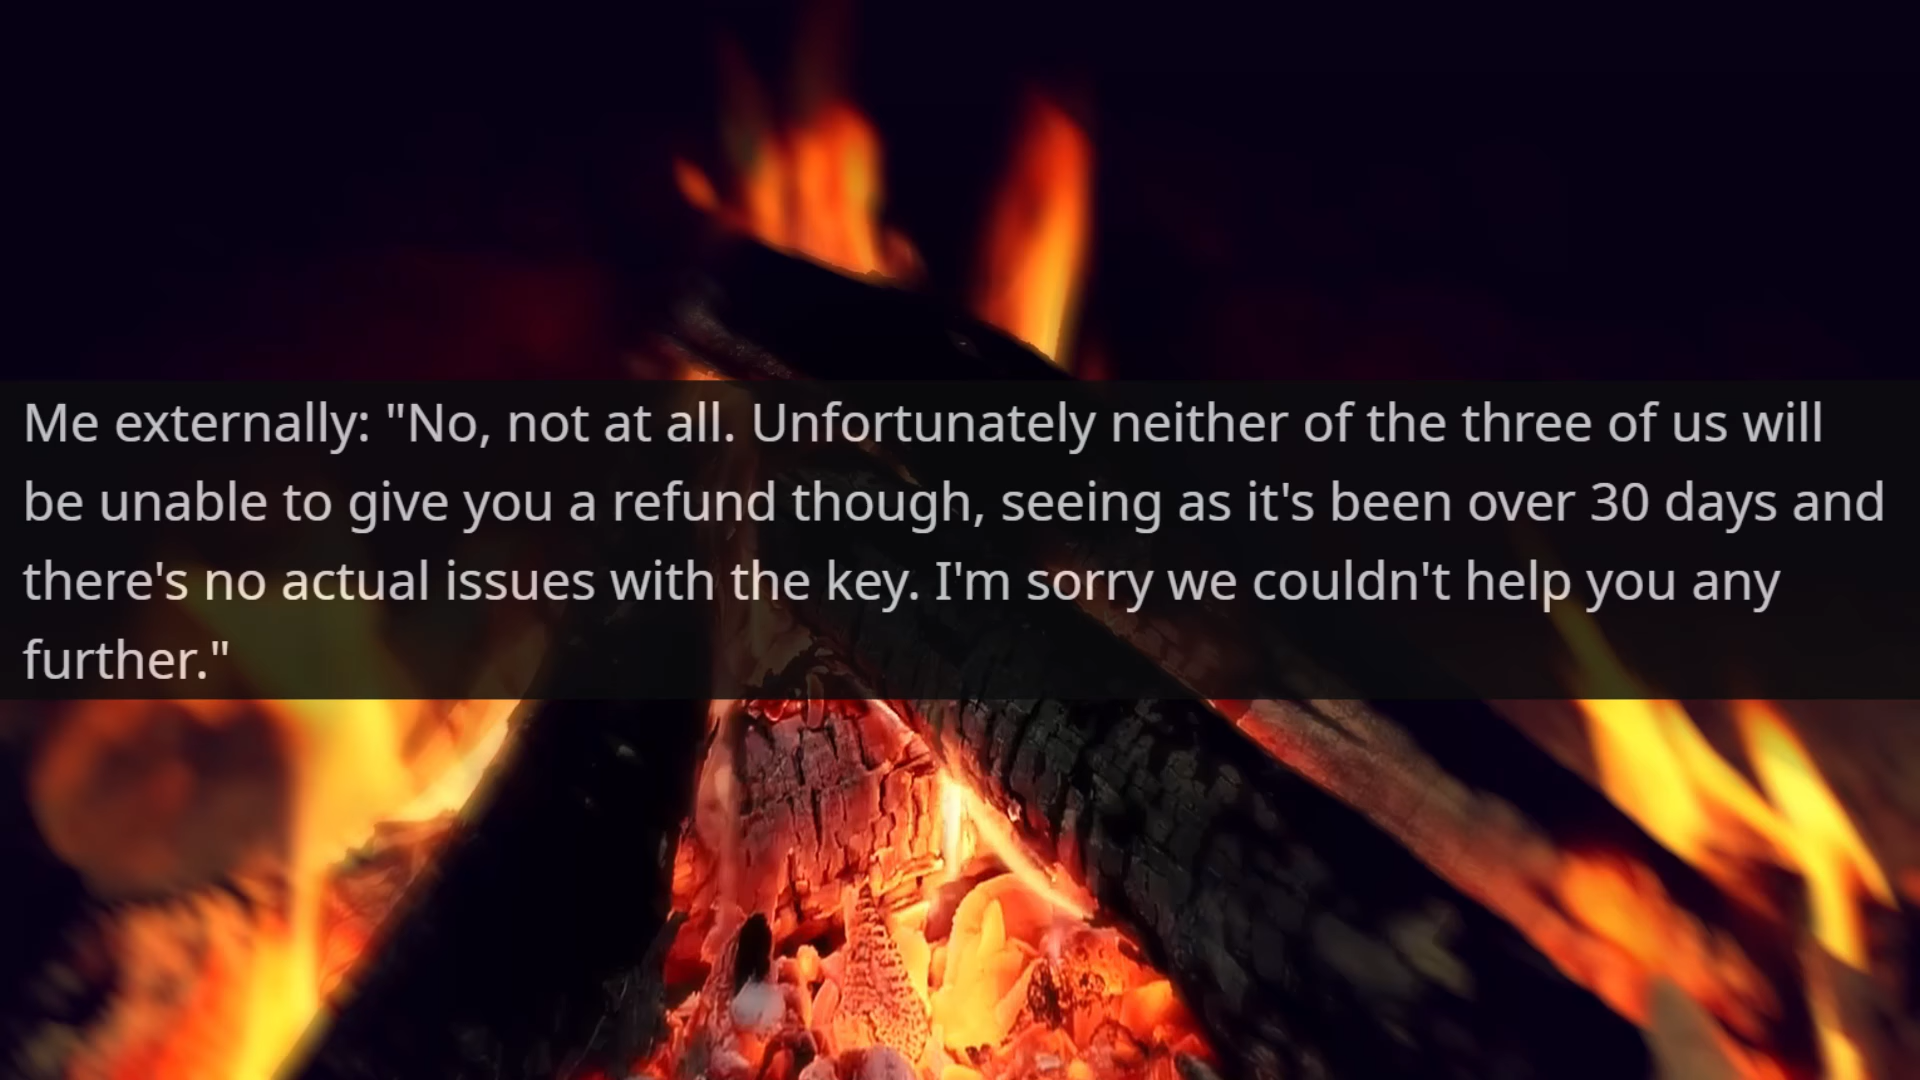 Me externally: "No, not at all. Unfortunately neither of the three of us will
be unable to give you a refund though, seeing as it's been over 30 days and
there's no actual issues with the key. I'm sorry we couldn't help you any
further."